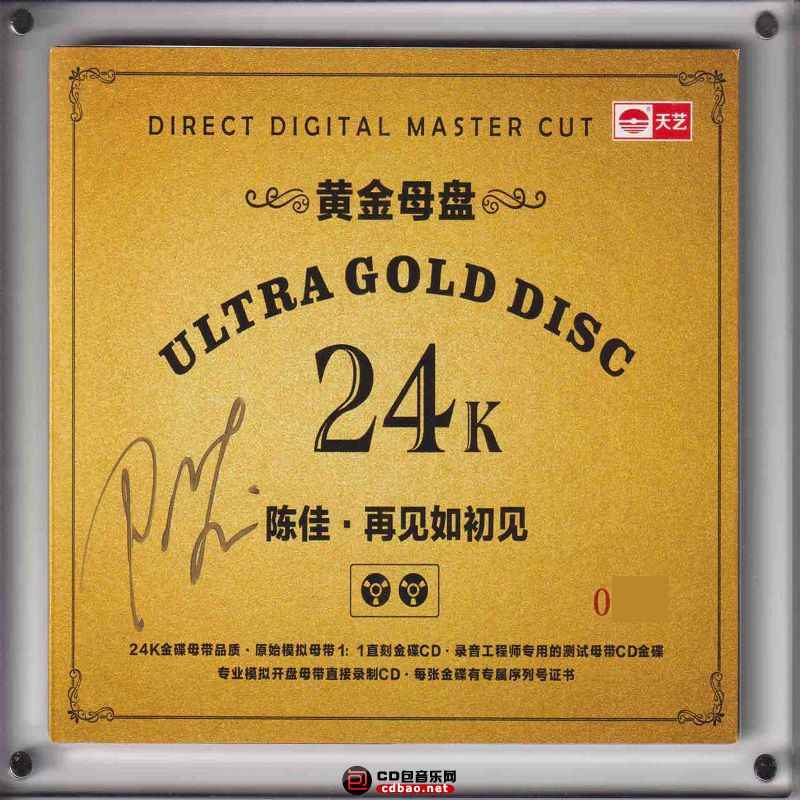 DIRECT DIGITAL MASTER CUT
天艺
黄金母盘
ULTRA GOLD DISC
24K
陈佳·再见如初见
0
24K金碟母带品质·原始模拟母带1:1直刻金碟CD·录音工程师专用的测试母带CD金碟
专业模拟开盘母带直接录制CD·每张金碟有专属序列号证书
CD包音乐网
cdbao.net